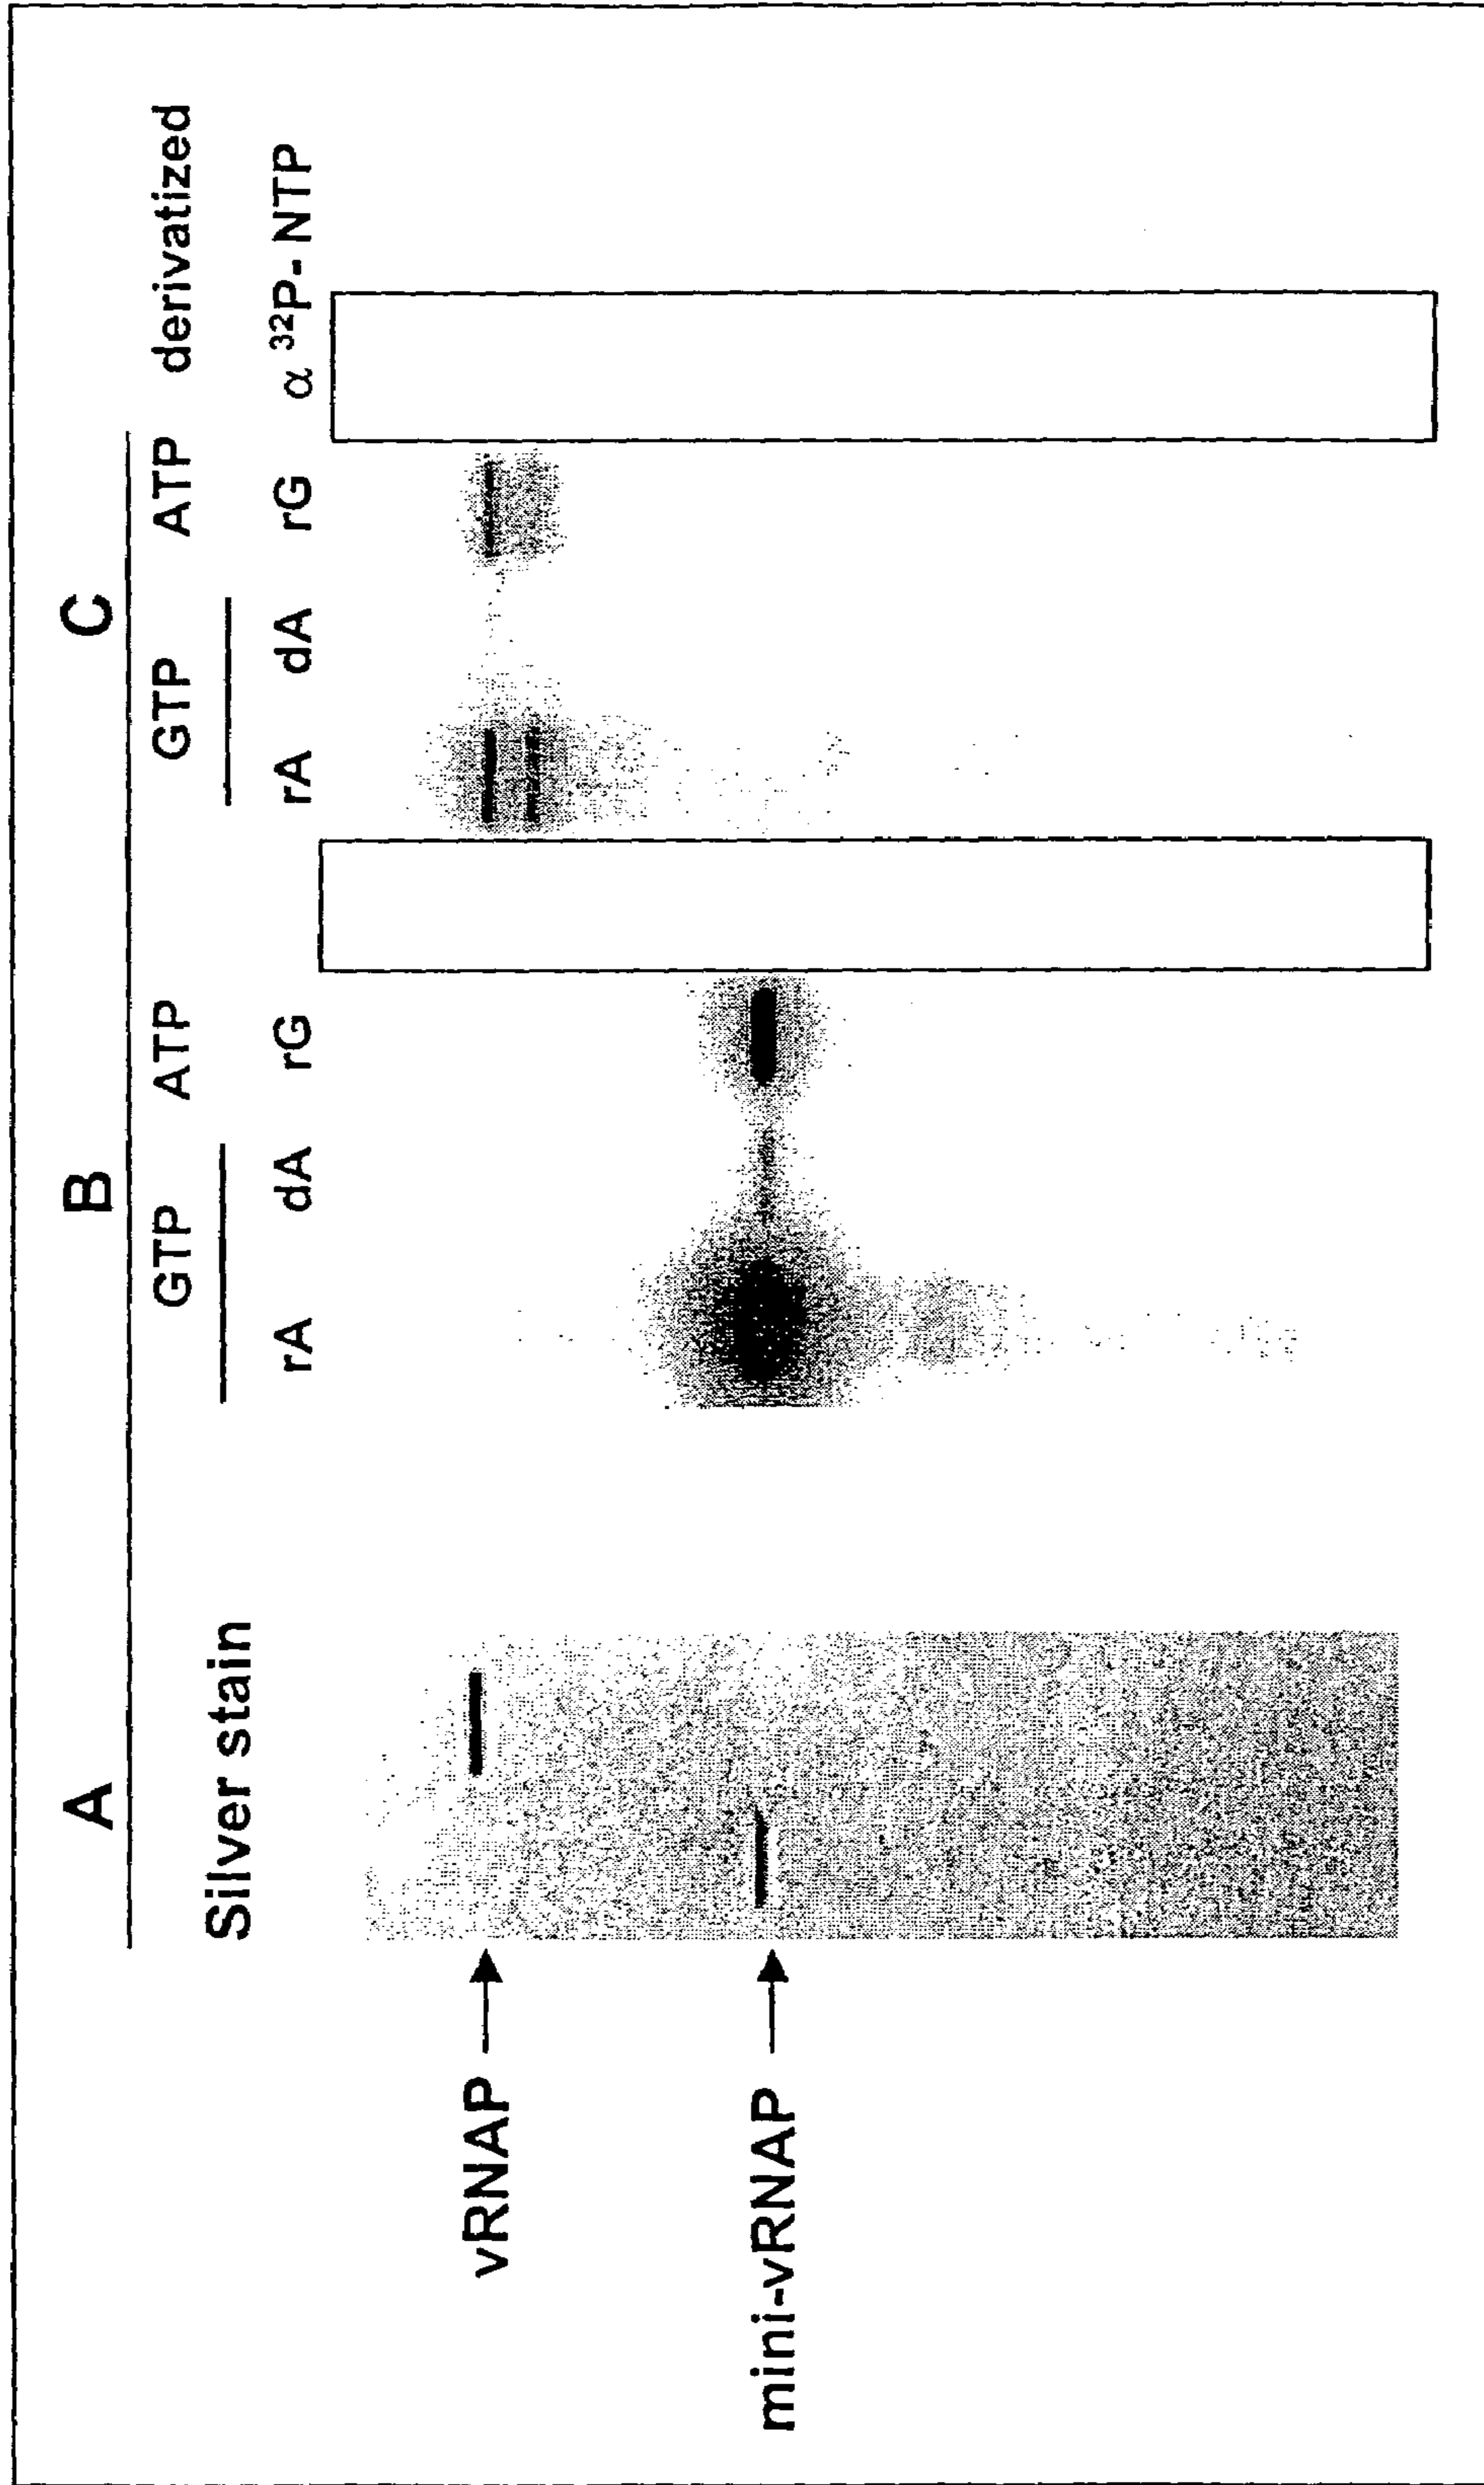 A B C
Silver stain GTP ATP GTP ATP derivatized
rA dA rG rA dA rG α ³²P- NTP
vRNAP
mini-vRNAP